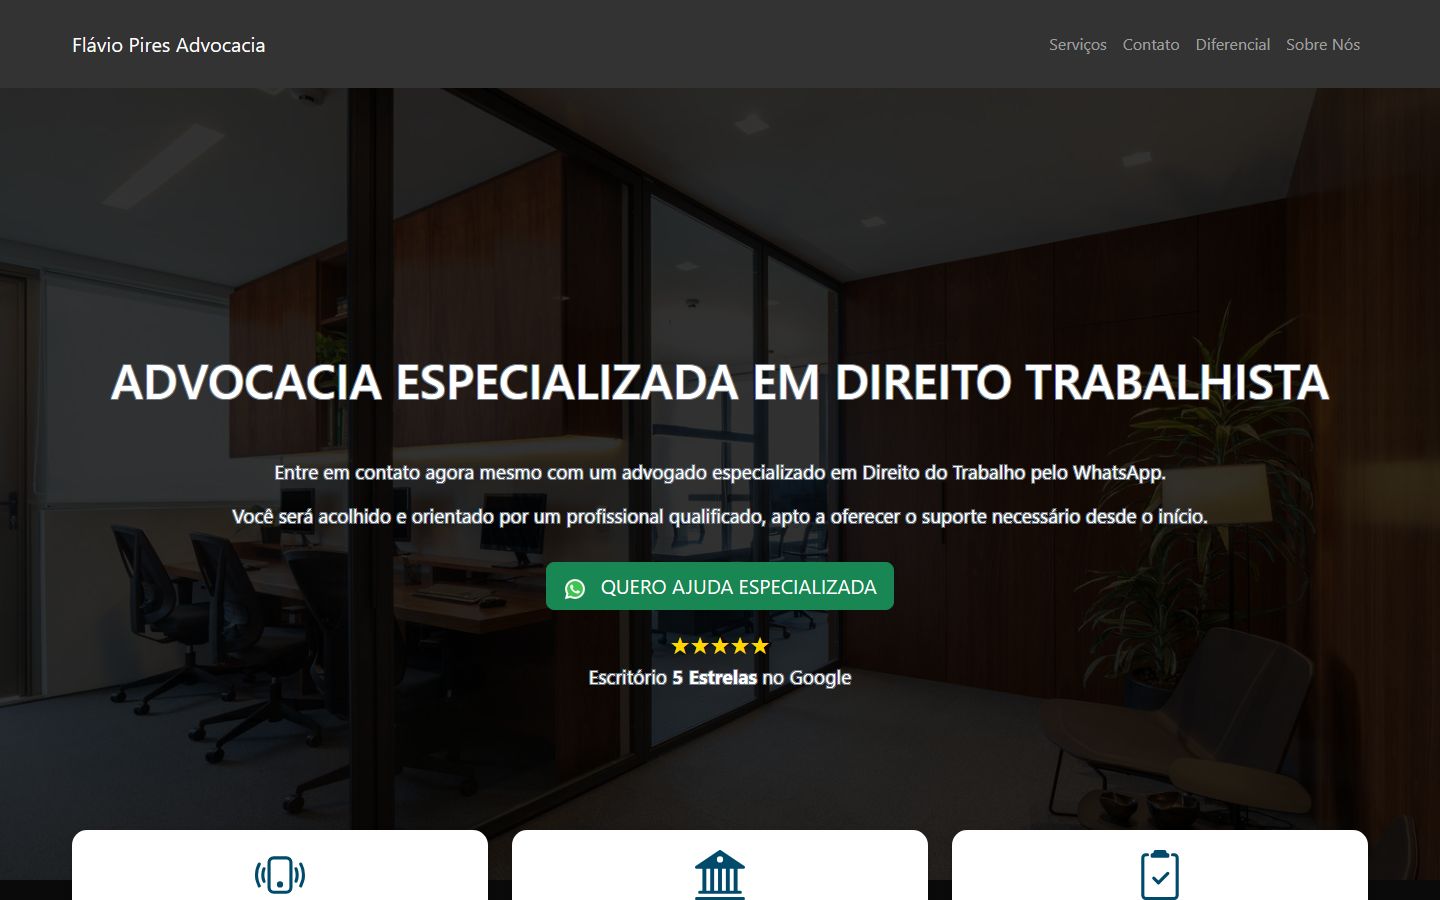 Flávio Pires Advocacia
Serviços Contato Diferencial Sobre Nós
ADVOCACIA ESPECIALIZADA EM DIREITO TRABALHISTA
Entre em contato agora mesmo com um advogado especializado em Direito do Trabalho pelo WhatsApp.
Você será acolhido e orientado por um profissional qualificado, apto a oferecer o suporte necessário desde o início.
QUERO AJUDA ESPECIALIZADA
★★★★★
Escritório 5 Estrelas no Google